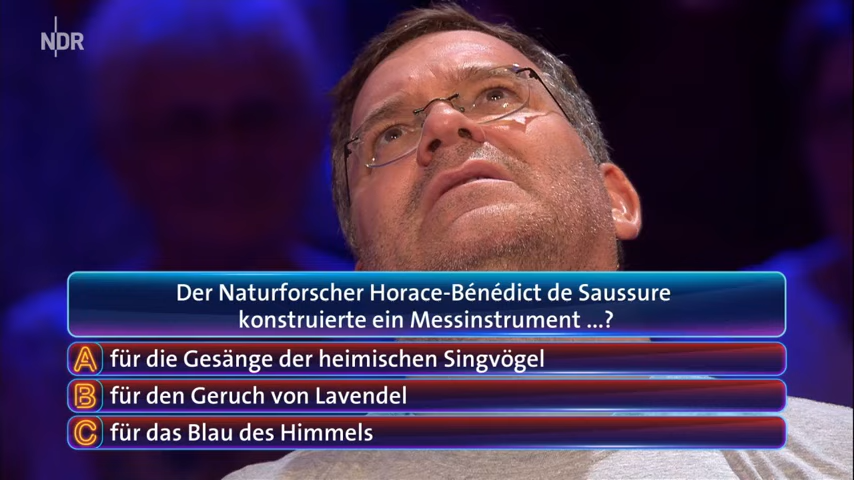 NDR
Der Naturforscher Horace-Bénédict de Saussure
konstruierte ein Messinstrument ...?
A für die Gesänge der heimischen Singvögel
B für den Geruch von Lavendel
C für das Blau des Himmels